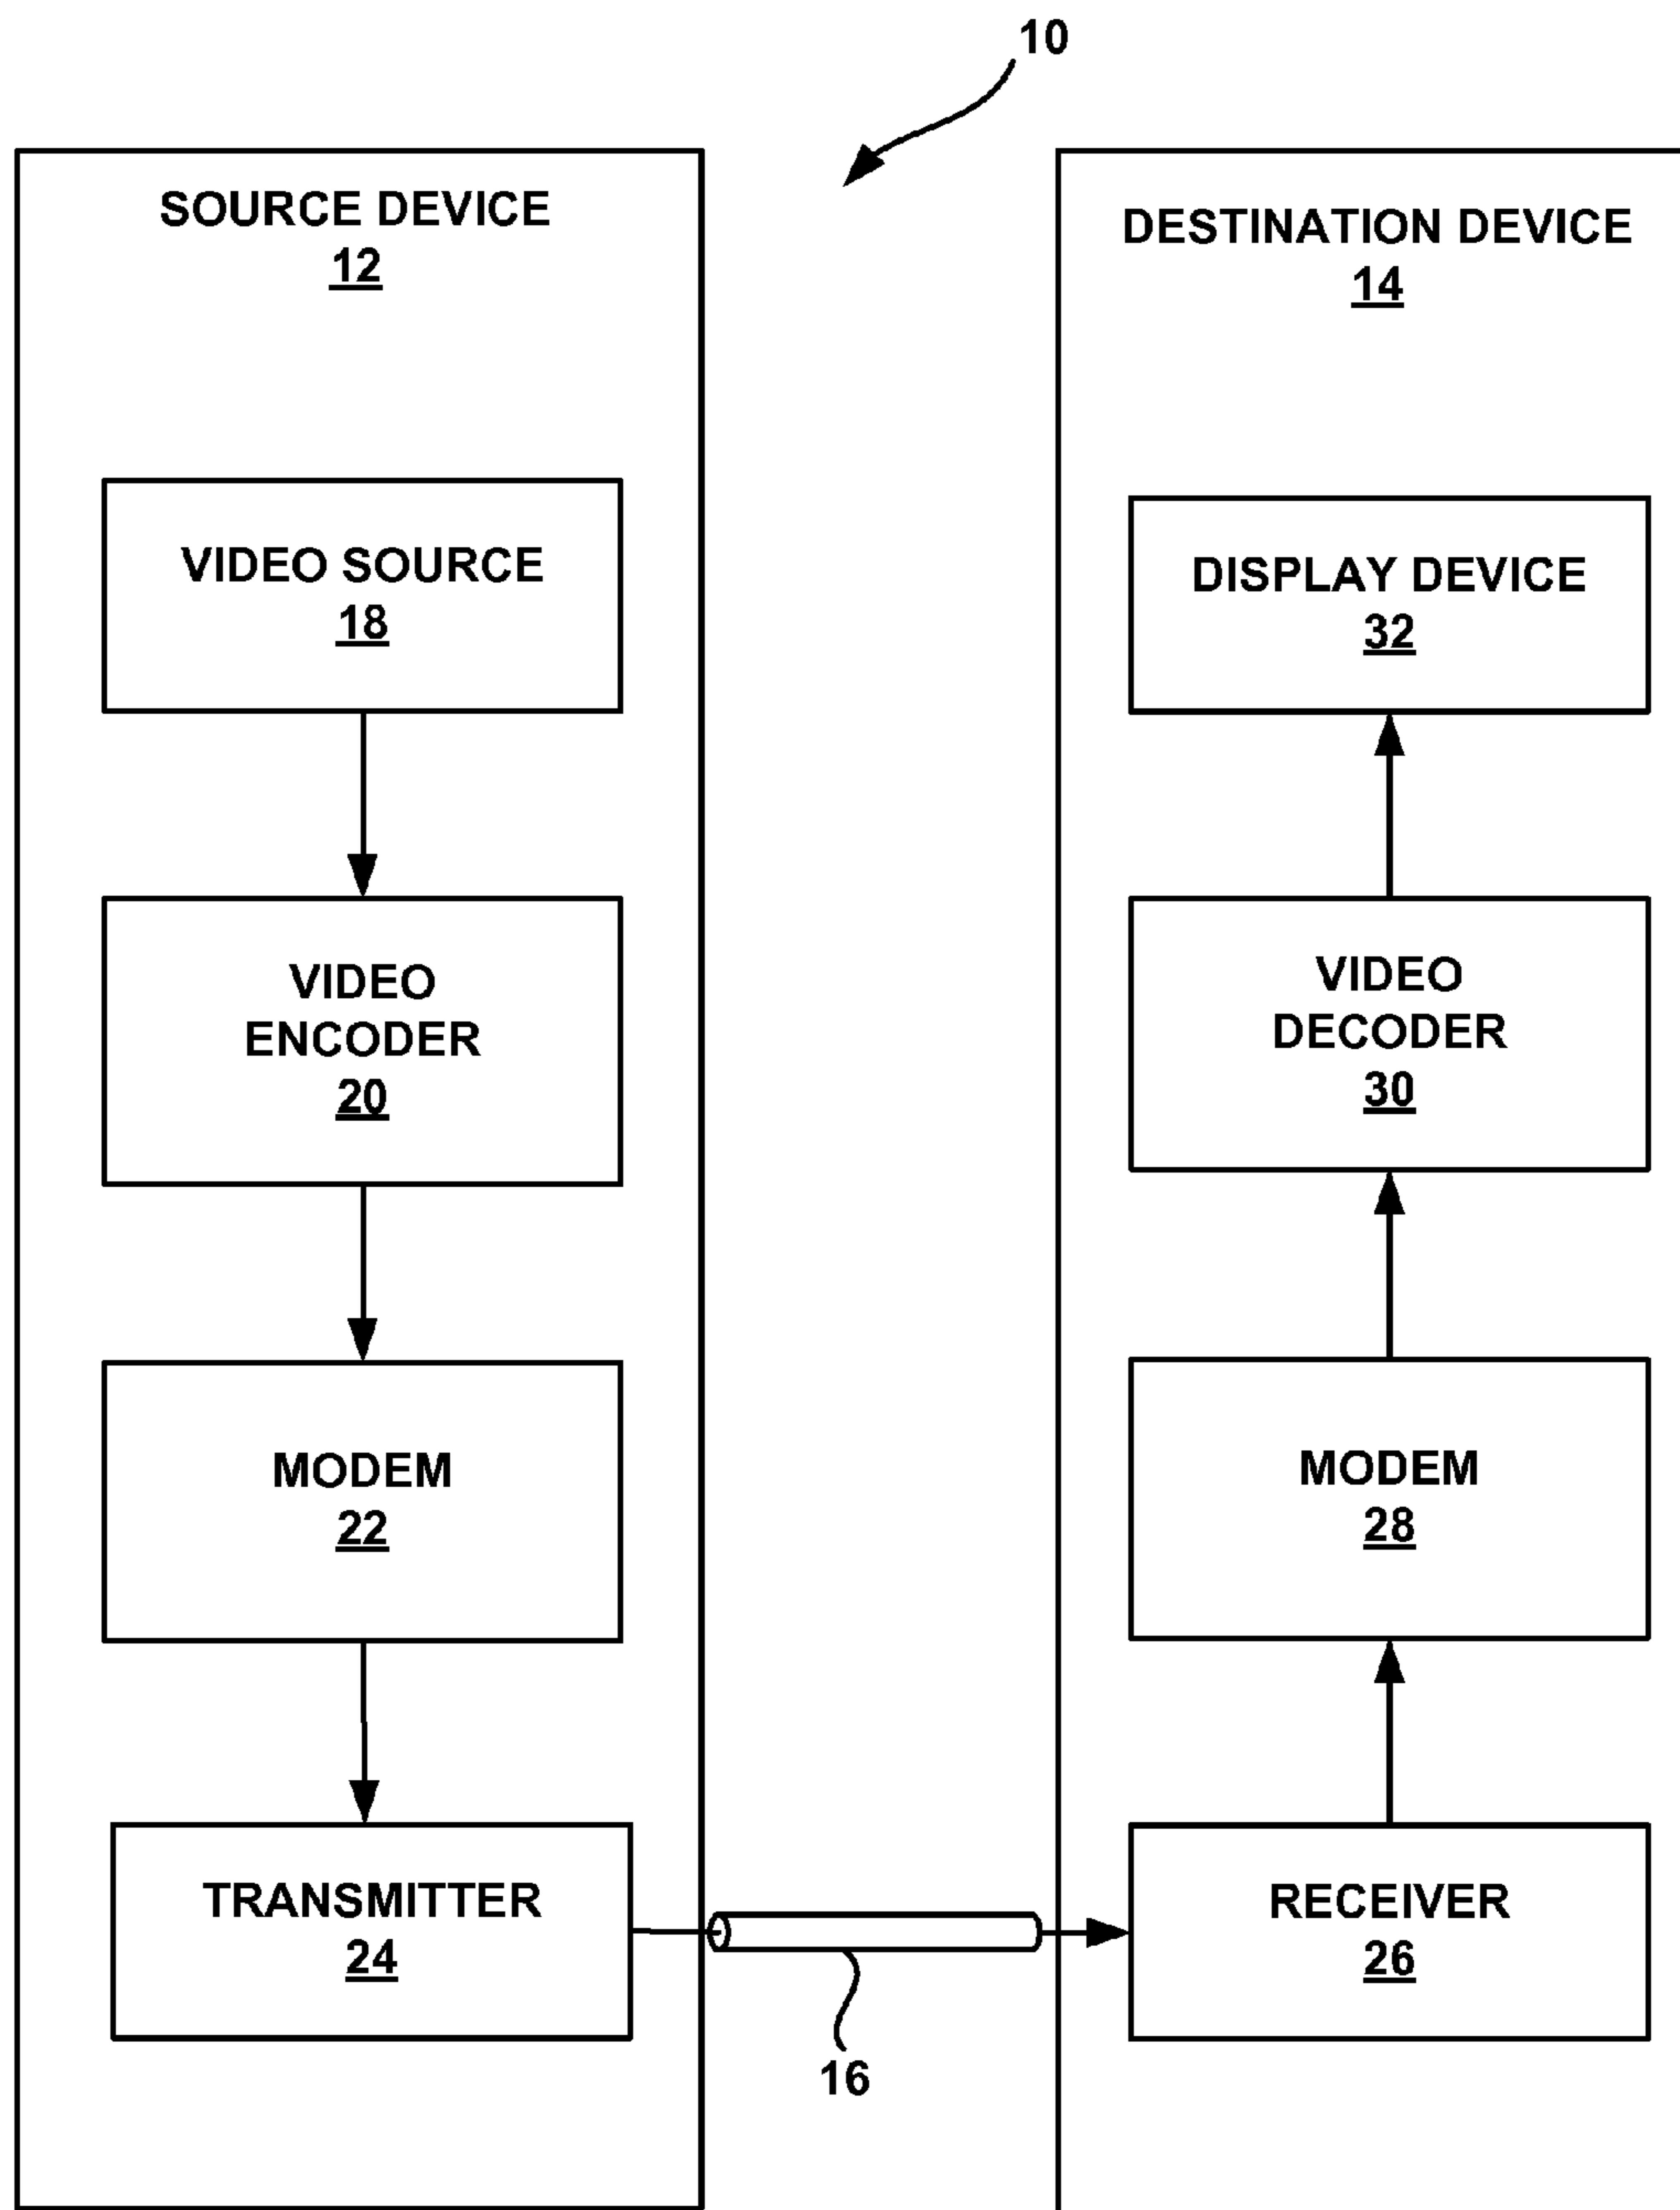 10
SOURCE DEVICE
12
VIDEO SOURCE
18
VIDEO
ENCODER
20
MODEM
22
TRANSMITTER
24
16
DESTINATION DEVICE
14
DISPLAY DEVICE
32
VIDEO
DECODER
30
MODEM
28
RECEIVER
26